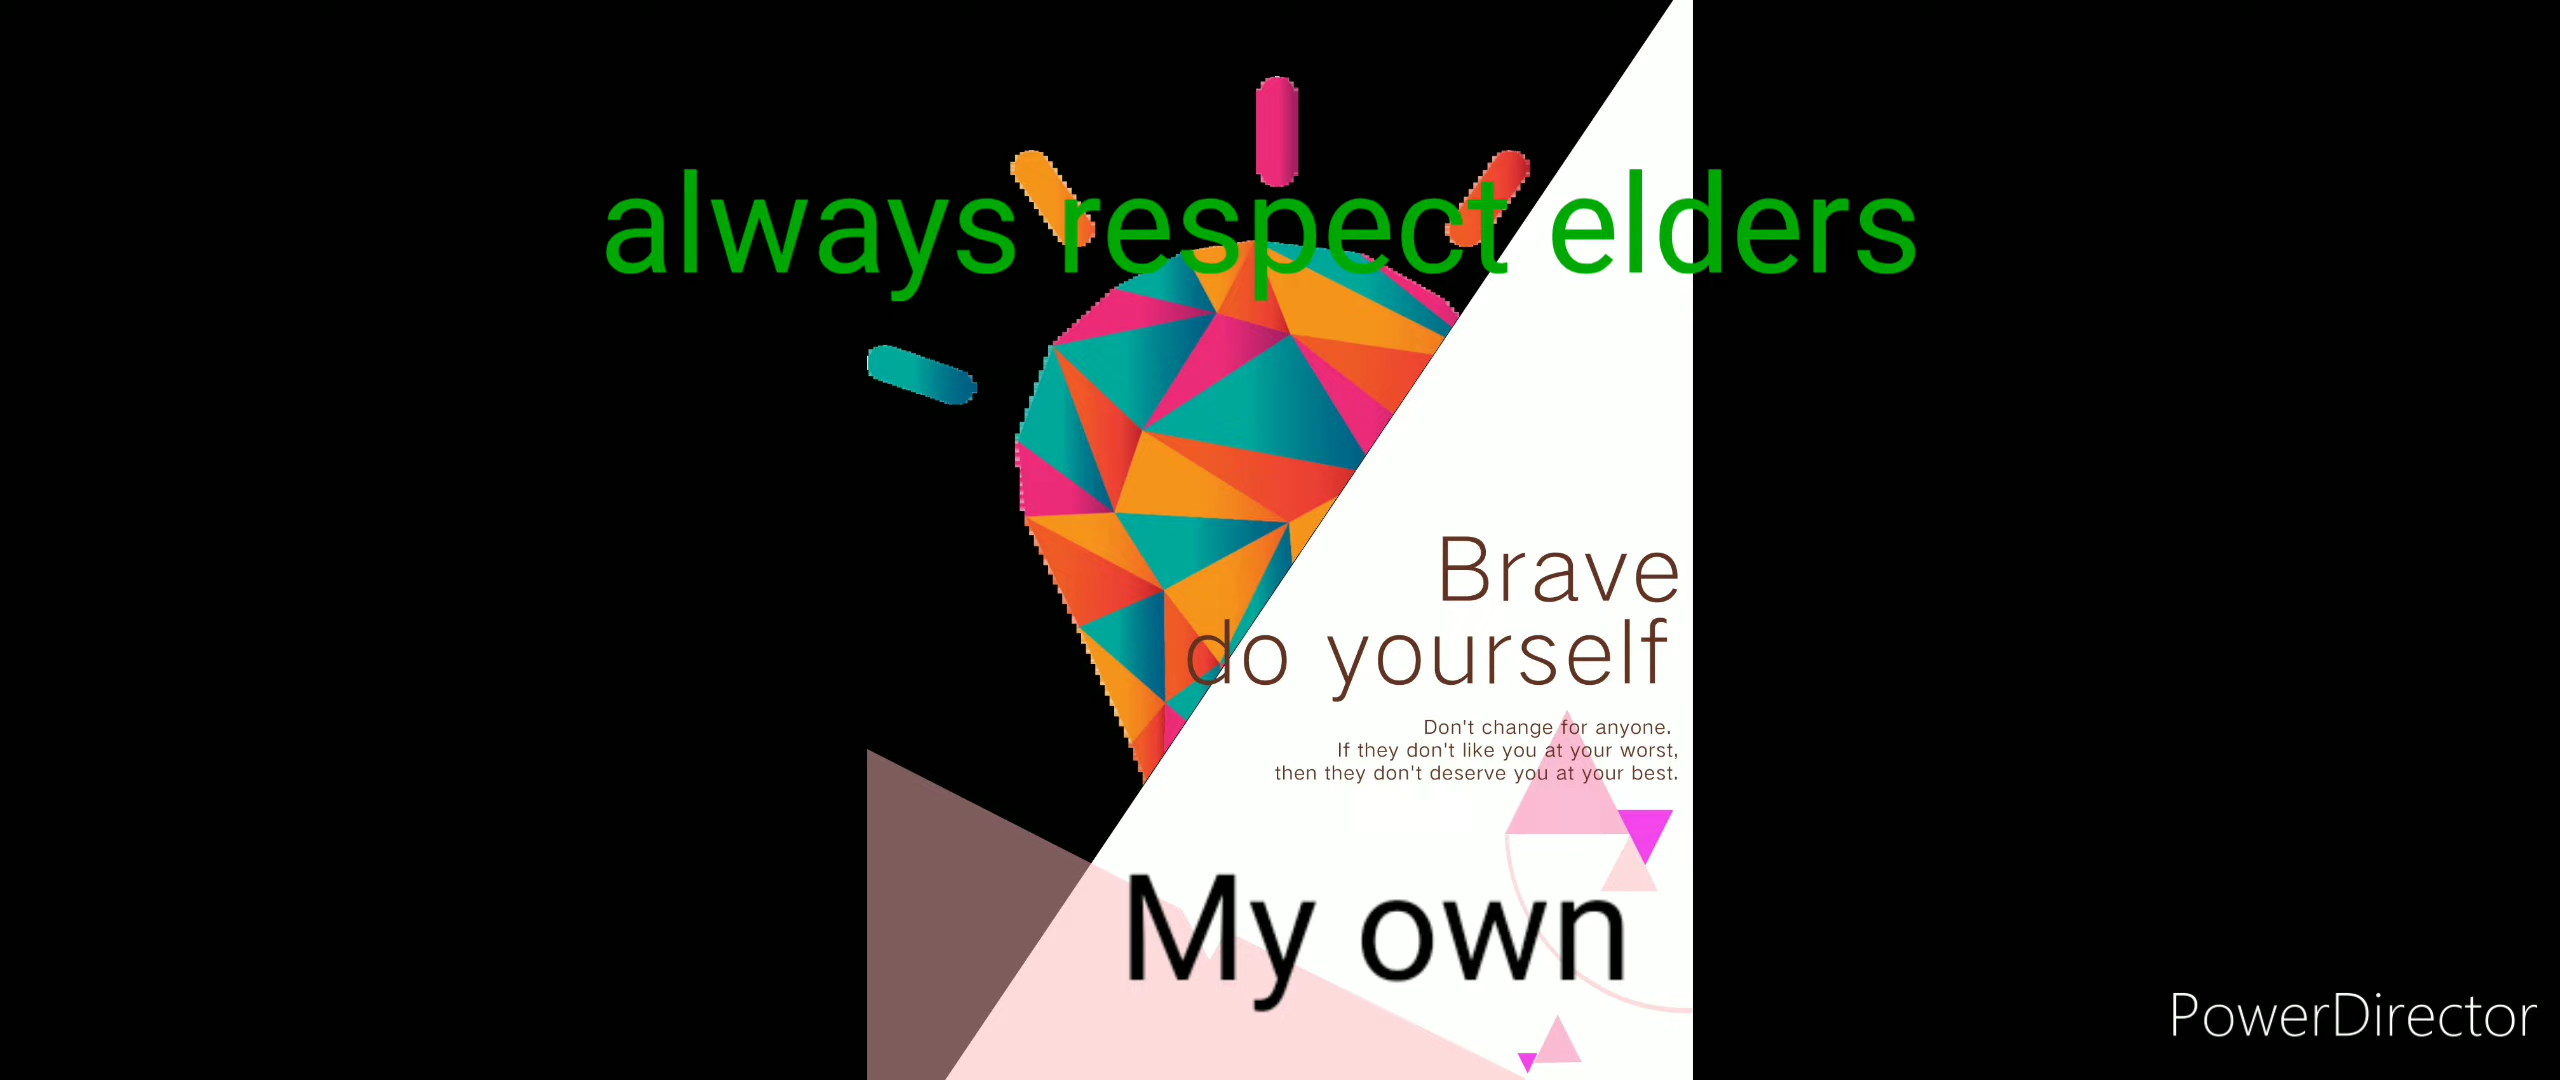 always respect elders
Brave
do yourself
Don't change for anyone.
If they don't like you at your worst,
then they don't deserve you at your best.
My own
PowerDirector